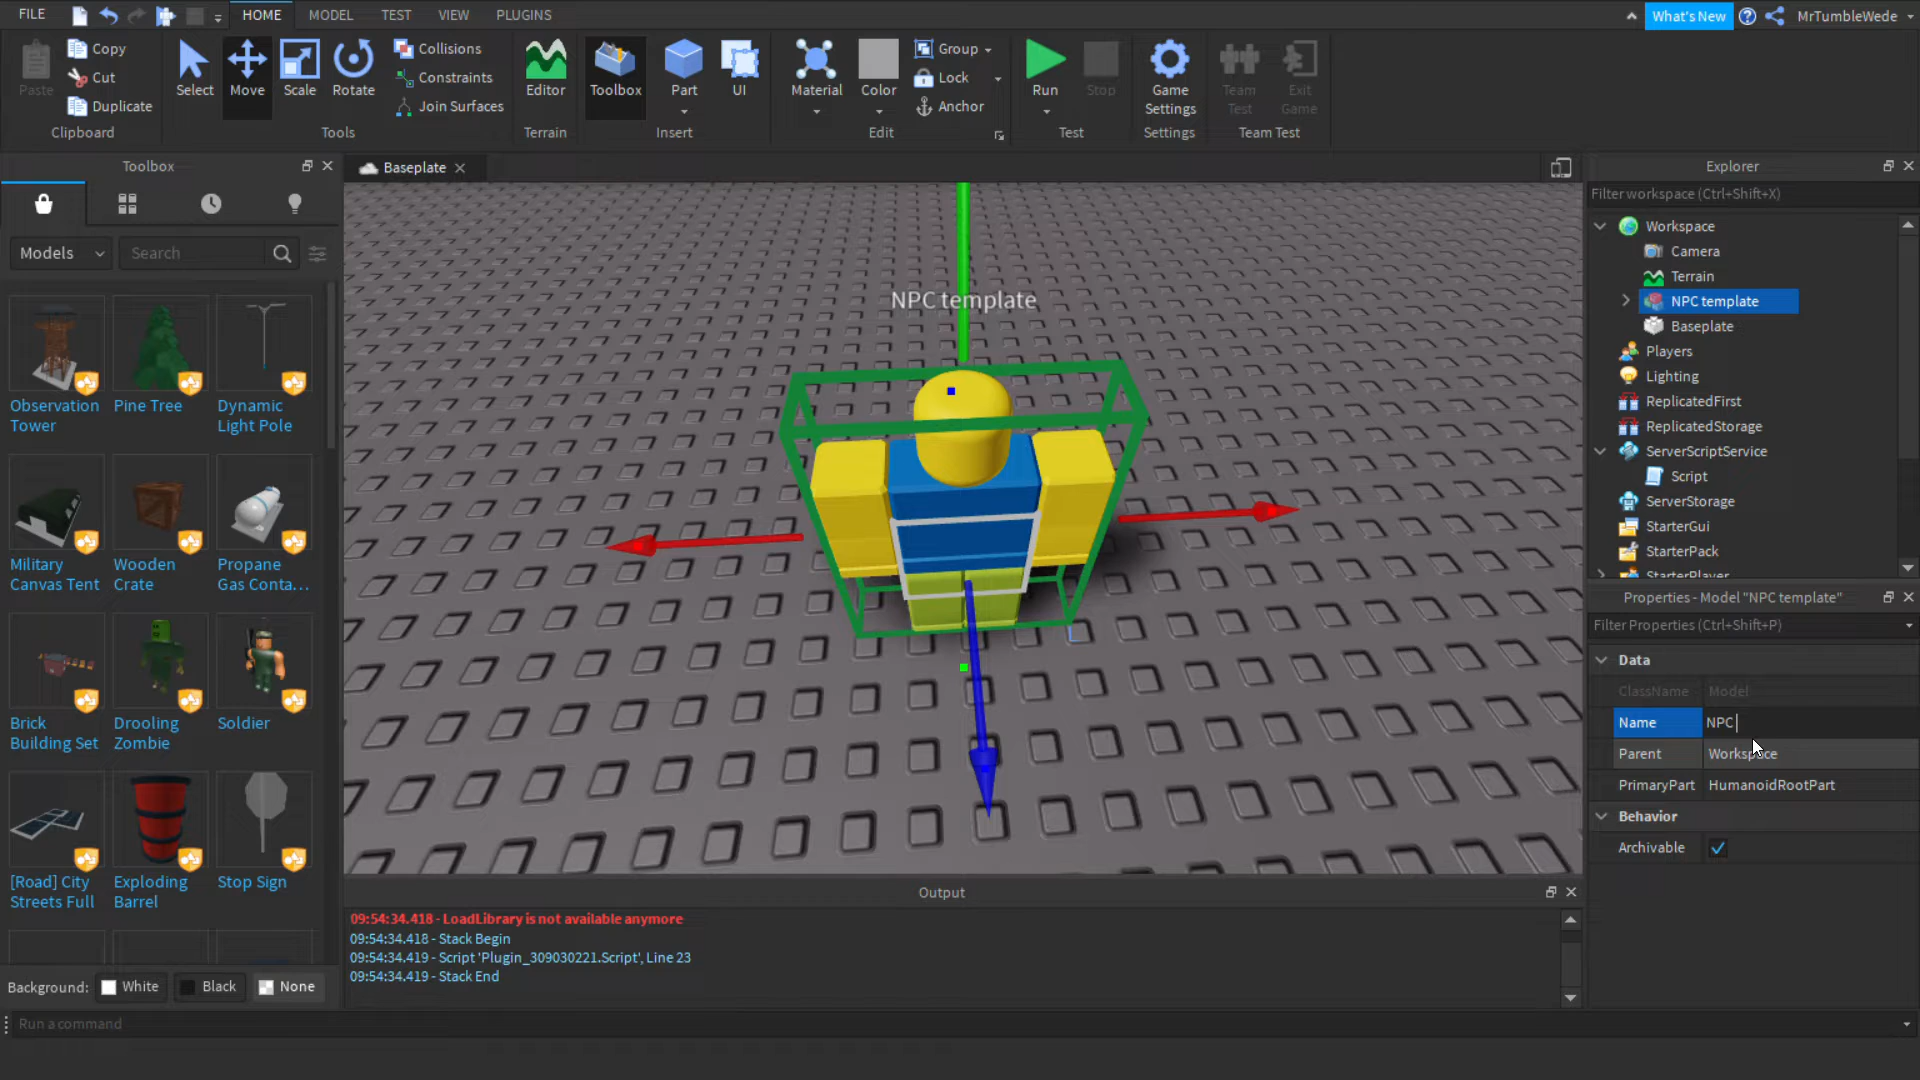 FILE
HOME
MODEL
TEST
VIEW
PLUGINS
What's New
MrTumbleWede
Paste
Copy
Cut
Duplicate
Clipboard
Select
Move
Scale
Rotate
Collisions
Constraints
Join Surfaces
Tools
Editor
Terrain
Toolbox
Part
UI
Insert
Material
Color
Group
Lock
Anchor
Edit
Run
Stop
Test
Game
Settings
Settings
Team
Test
Exit
Game
Team Test
Toolbox
Models
Search
Observation
Tower
Pine Tree
Dynamic
Light Pole
Military
Canvas Tent
Wooden
Crate
Propane
Gas Conta...
Brick
Building Set
Drooling
Zombie
Soldier
[Road] City
Streets Full
Exploding
Barrel
Stop Sign
Background:
White
Black
None
Baseplate
NPC template
Output
09:54:34.418 - LoadLibrary is not available anymore
09:54:34.418 - Stack Begin
09:54:34.419 - Script 'Plugin_309030221.Script', Line 23
09:54:34.419 - Stack End
Run a command
Explorer
Filter workspace (Ctrl+Shift+X)
Workspace
Camera
Terrain
NPC template
Baseplate
Players
Lighting
ReplicatedFirst
ReplicatedStorage
ServerScriptService
Script
ServerStorage
StarterGui
StarterPack
StarterPlayer
Properties - Model "NPC template"
Filter Properties (Ctrl+Shift+P)
Data
ClassName Model
Name NPC
Parent Workspace
PrimaryPart HumanoidRootPart
Behavior
Archivable